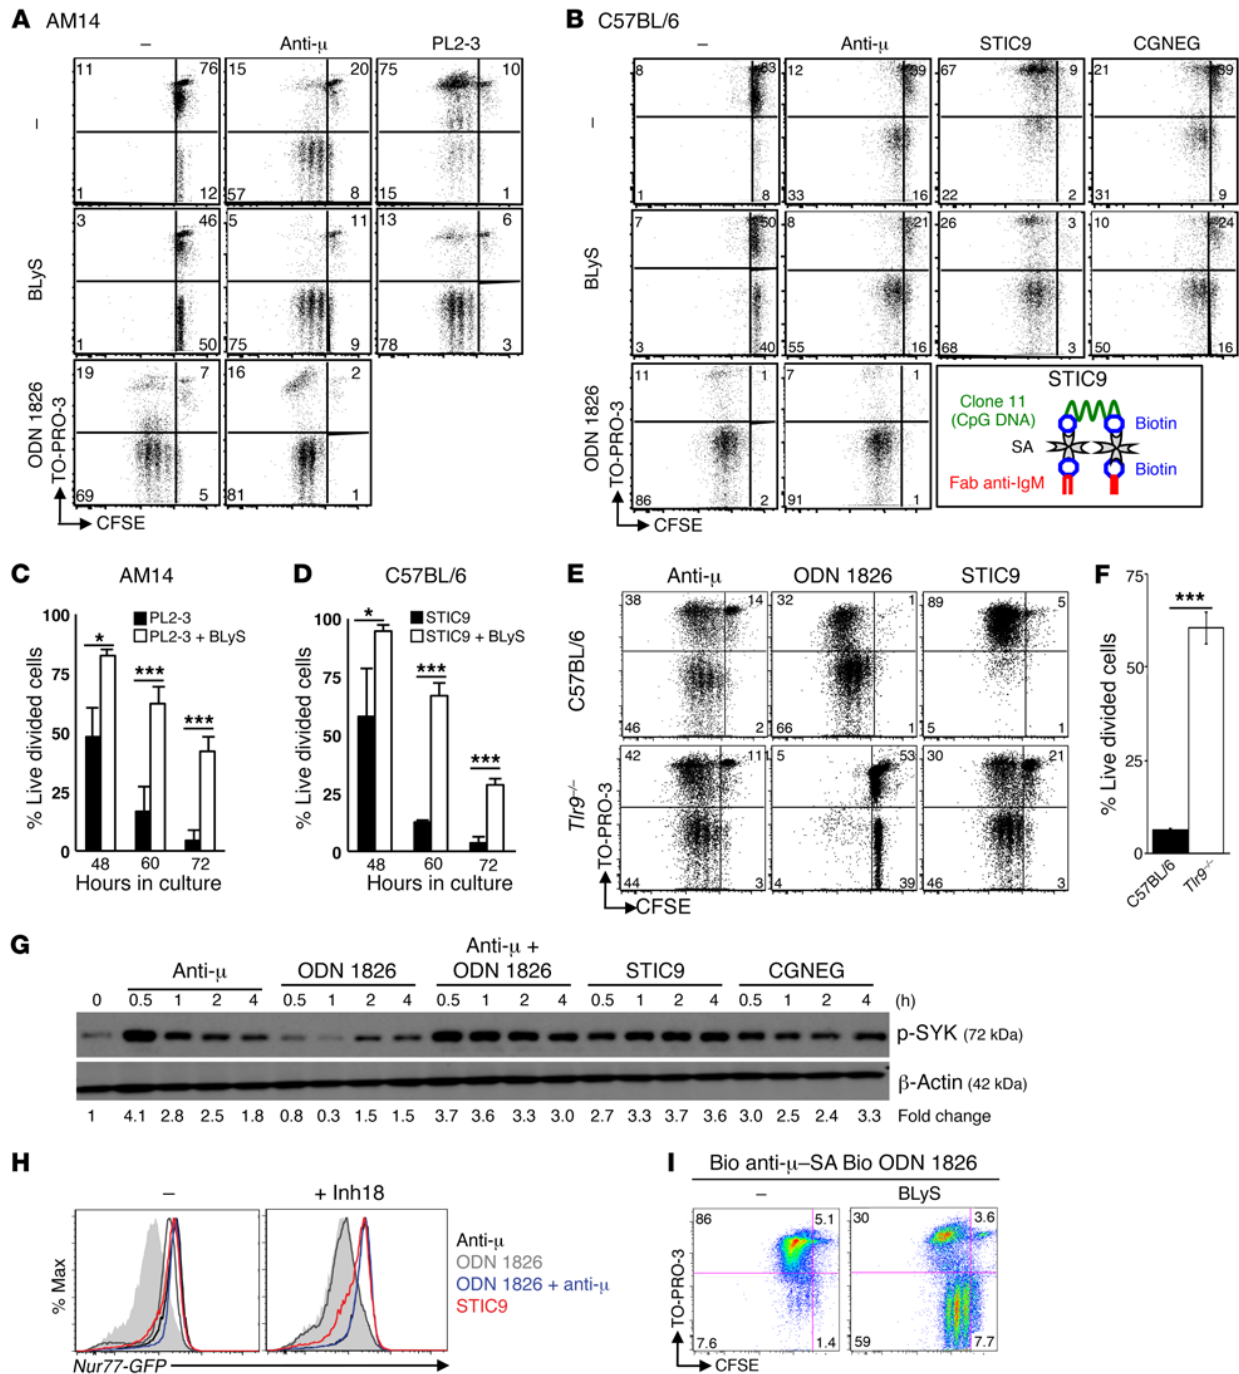 A AM14
– Anti-μ PL2-3
–
11 76 15 20 75 10
1 12 57 8 15 1
BLyS
3 46 5 11 13 6
1 50 75 9 78 3
ODN 1826
19 7 16 2
69 5 81 1
TO-PRO-3
CFSE
B C57BL/6
– Anti-μ STIC9 CGNEG
–
8 83 12 39 67 9 21 39
1 8 33 16 22 2 31 9
BLyS
7 50 8 21 26 3 10 24
3 40 55 16 68 3 50 16
ODN 1826
11 1 7 1
86 2 91 1
TO-PRO-3
CFSE
STIC9
Clone 11
(CpG DNA)
Biotin
SA
Biotin
Fab anti-IgM
C AM14
PL2-3
PL2-3 + BLyS
% Live divided cells
100
75
50
25
0
* *** ***
48 60 72
Hours in culture
D C57BL/6
STIC9
STIC9 + BLyS
% Live divided cells
100
75
50
25
0
* *** ***
48 60 72
Hours in culture
E Anti-μ ODN 1826 STIC9
C57BL/6
38 14 32 1 89 5
46 2 66 1 5 1
Tlr9–/–
42 11 5 53 30 21
44 3 4 39 46 3
TO-PRO-3
CFSE
F
% Live divided cells
75
50
25
0
***
C57BL/6 Tlr9–/–
G
Anti-μ ODN 1826 Anti-μ + ODN 1826 STIC9 CGNEG
0 0.5 1 2 4 0.5 1 2 4 0.5 1 2 4 0.5 1 2 4 0.5 1 2 4 (h)
p-SYK (72 kDa)
β-Actin (42 kDa)
1 4.1 2.8 2.5 1.8 0.8 0.3 1.5 1.5 3.7 3.6 3.3 3.0 2.7 3.3 3.7 3.6 3.0 2.5 2.4 3.3 Fold change
H
– + Inh18
% Max
Nur77-GFP
Anti-μ
ODN 1826
ODN 1826 + anti-μ
STIC9
I Bio anti-μ–SA Bio ODN 1826
– BLyS
86 5.1 30 3.6
7.6 1.4 59 7.7
TO-PRO-3
CFSE